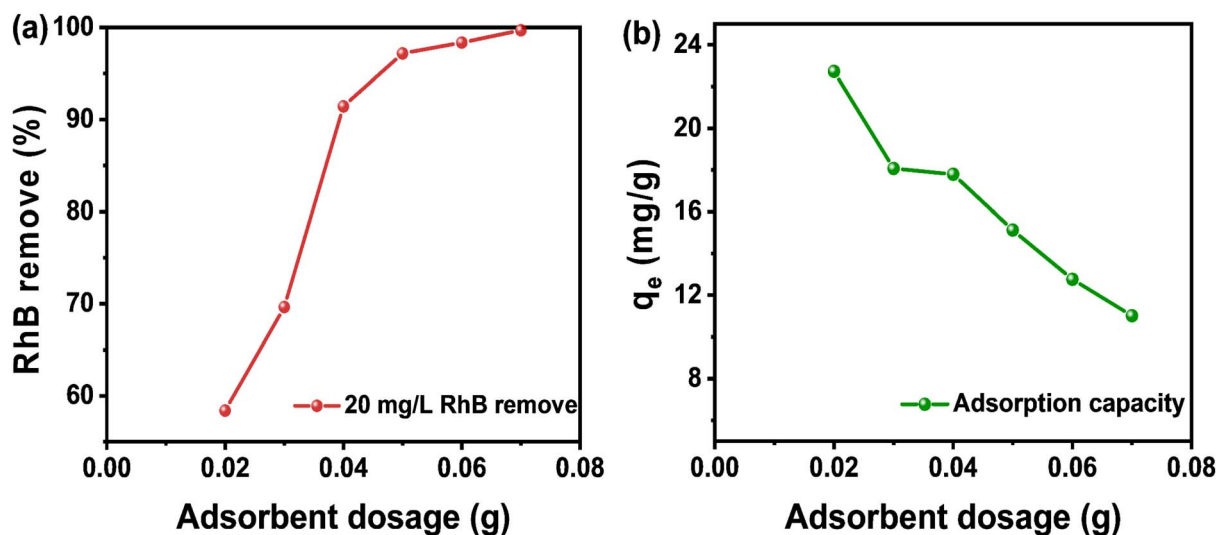 (a)
RhB remove (%)
100
90
80
70
60
20 mg/L RhB remove
0.00 0.02 0.04 0.06 0.08
Adsorbent dosage (g)
(b)
qe (mg/g)
24
20
16
12
8
Adsorption capacity
0.00 0.02 0.04 0.06 0.08
Adsorbent dosage (g)